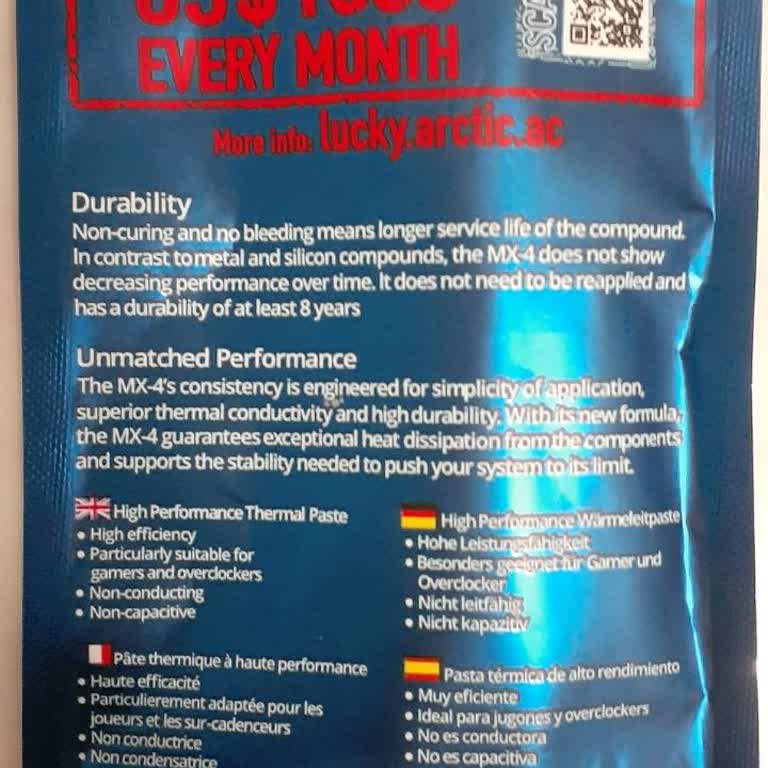 US$
EVERY MONTH
SCA
More info: lucky.arctic.ac
Durability
Non-curing and no bleeding means longer service life of the compound.
In contrast to metal and silicon compounds, the MX-4 does not show
decreasing performance over time. It does not need to be reapplied and
has a durability of at least 8 years
Unmatched Performance
The MX-4's consistency is engineered for simplicity of application,
superior thermal conductivity and high durability. With its new formula,
the MX-4 guarantees exceptional heat dissipation from the components
and supports the stability needed to push your system to its limit.
High Performance Thermal Paste
• High efficiency
• Particularly suitable for
gamers and overclockers
• Non-conducting
• Non-capacitive
High Performance Wärmeleitpaste
• Hohe Leistungsfähigkeit
• Besonders geeignet für Gamer und
Overclocker
• Nicht leitfähig
• Nicht kapazitiv
Pâte thermique à haute performance
• Haute efficacité
• Particulierement adaptée pour les
joueurs et les sur-cadenceurs
• Non conductrice
• Non condensatrice
Pasta térmica de alto rendimiento
• Muy eficiente
• Ideal para jugones y overclockers
• No es conductora
• No es capacitiva